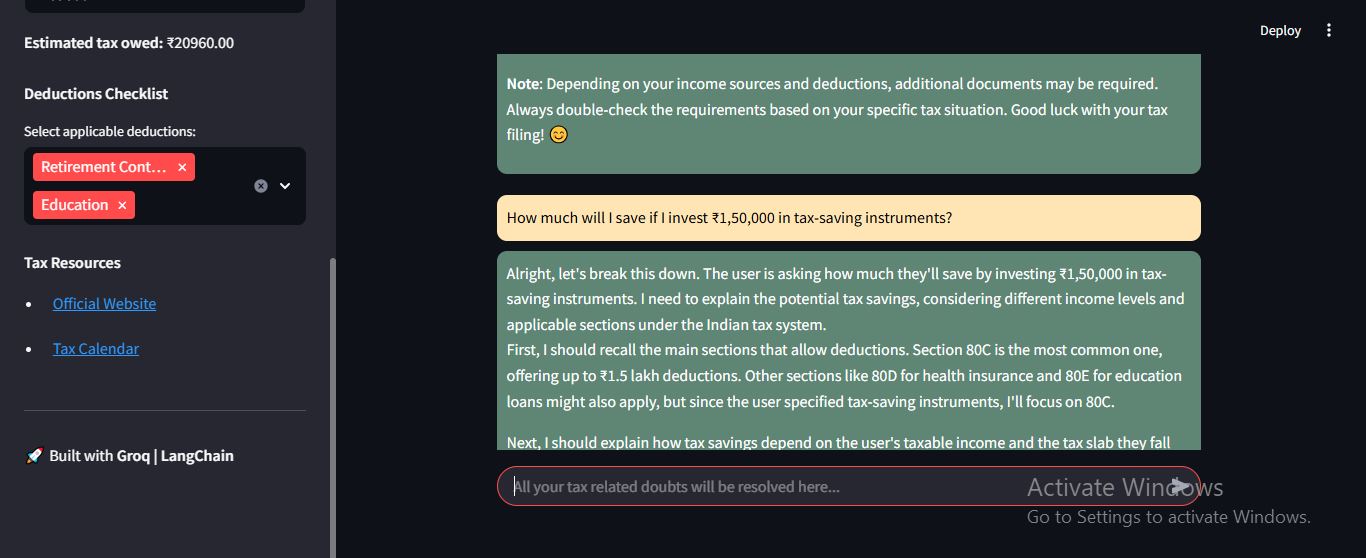 Estimated tax owed: ₹20960.00
Deductions Checklist
Select applicable deductions:
Retirement Cont... ×
Education ×
Tax Resources
Official Website
Tax Calendar
🚀 Built with Groq | LangChain
Deploy
Note: Depending on your income sources and deductions, additional documents may be required.
Always double-check the requirements based on your specific tax situation. Good luck with your tax
filing! 😊
How much will I save if I invest ₹1,50,000 in tax-saving instruments?
Alright, let's break this down. The user is asking how much they'll save by investing ₹1,50,000 in tax-
saving instruments. I need to explain the potential tax savings, considering different income levels and
applicable sections under the Indian tax system.
First, I should recall the main sections that allow deductions. Section 80C is the most common one,
offering up to ₹1.5 lakh deductions. Other sections like 80D for health insurance and 80E for education
loans might also apply, but since the user specified tax-saving instruments, I'll focus on 80C.
Next, I should explain how tax savings depend on the user's taxable income and the tax slab they fall
All your tax related doubts will be resolved here...
Activate Windows
Go to Settings to activate Windows.